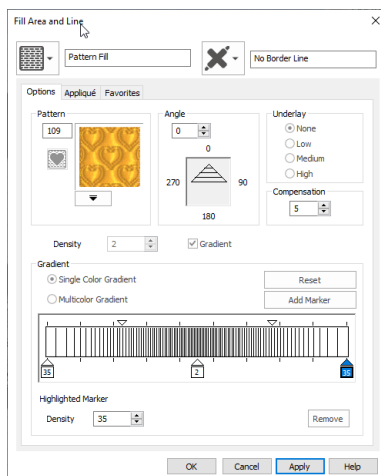 Fill Area and Line
Pattern Fill
No Border Line
Options Appliqué Favorites
Pattern
109
Angle
0
0
270 90
180
Underlay
None
Low
Medium
High
Compensation
5
Density 2 Gradient
Gradient
Single Color Gradient Reset
Multicolor Gradient Add Marker
35 2 35
Highlighted Marker
Density 35 Remove
OK Cancel Apply Help